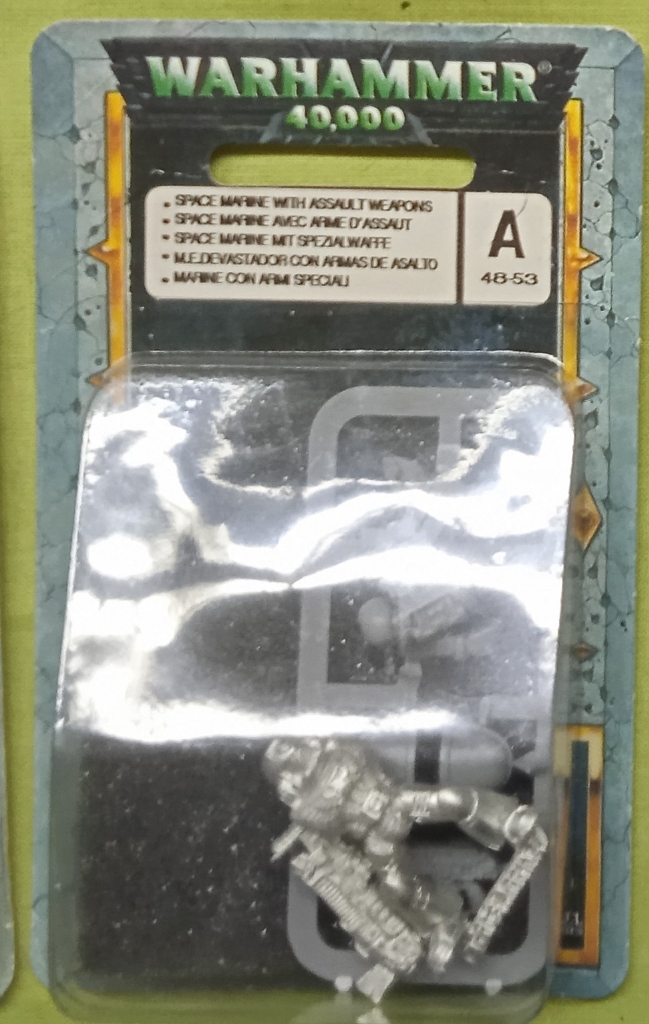 WARHAMMER®
40,000
• SPACE MARINE WITH ASSAULT WEAPONS
• SPACE MARINE AVEC ARME D'ASSAUT
• SPACE MARINE MIT SPEZIALWAFFE
• M.E.DEVASTADOR CON ARMAS DE ASALTO
• MARINE CON ARMI SPECIALI
A
48-53